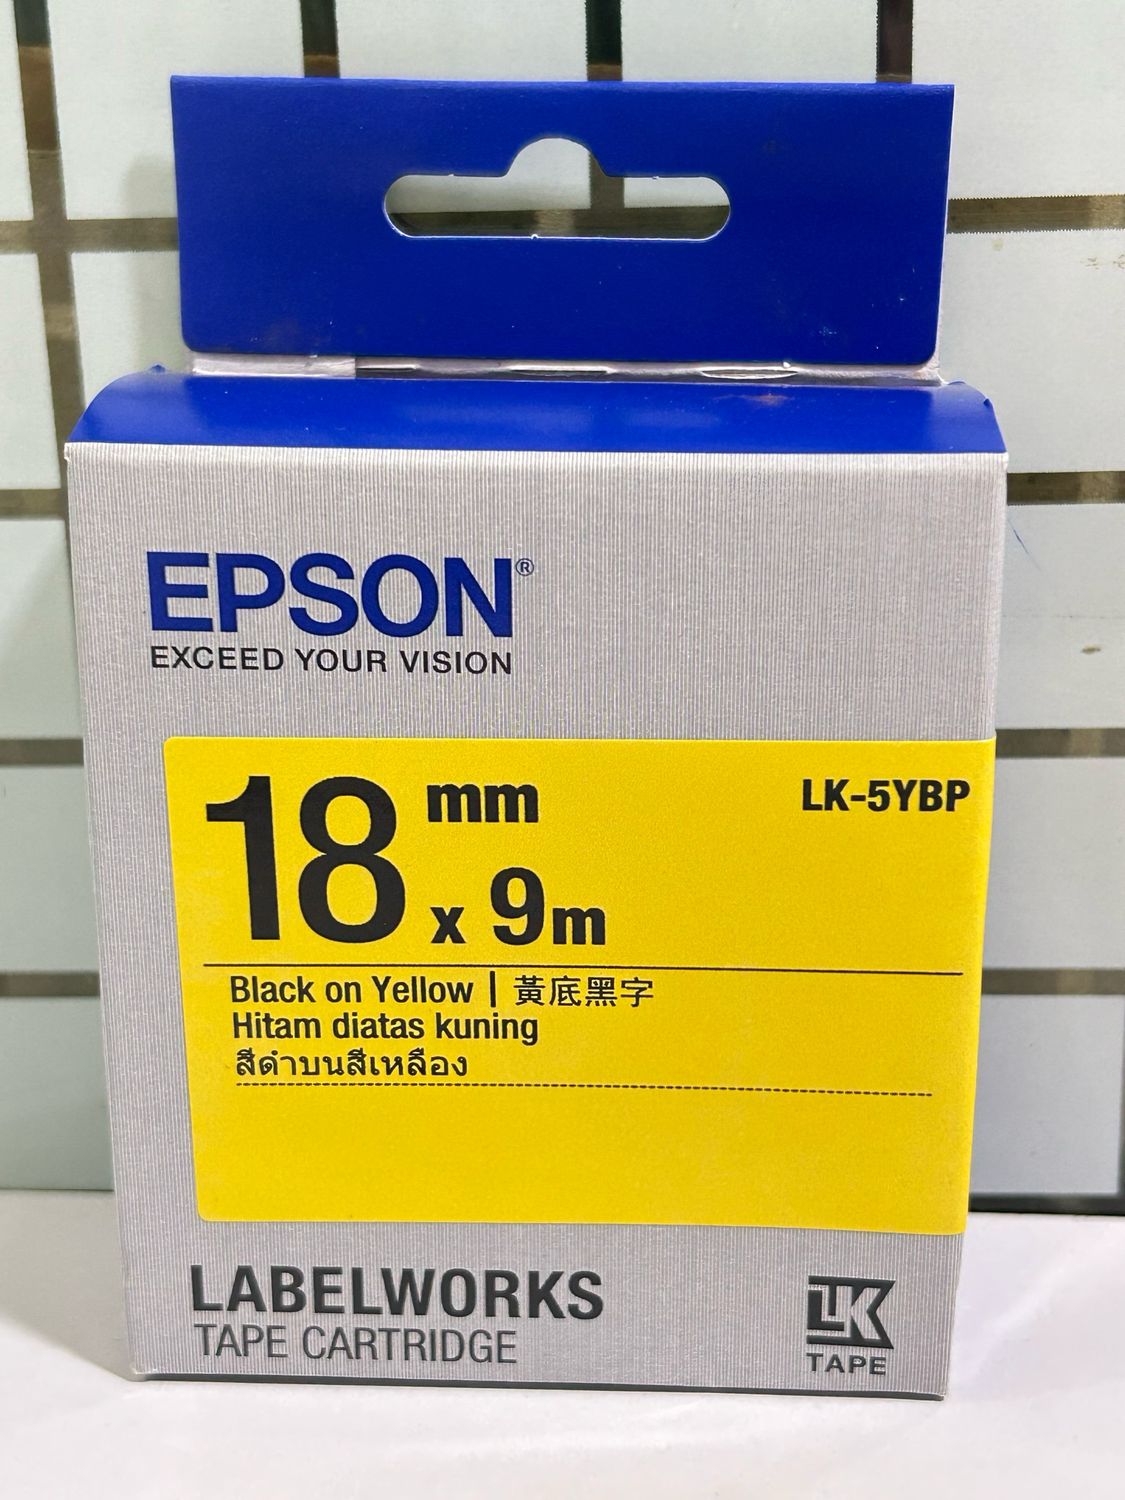 EPSON®
EXCEED YOUR VISION
18 mm x 9m
LK-5YBP
Black on Yellow | 黃底黑字
Hitam diatas kuning
สีดำบนสีเหลือง
LABELWORKS
TAPE CARTRIDGE
LK
TAPE